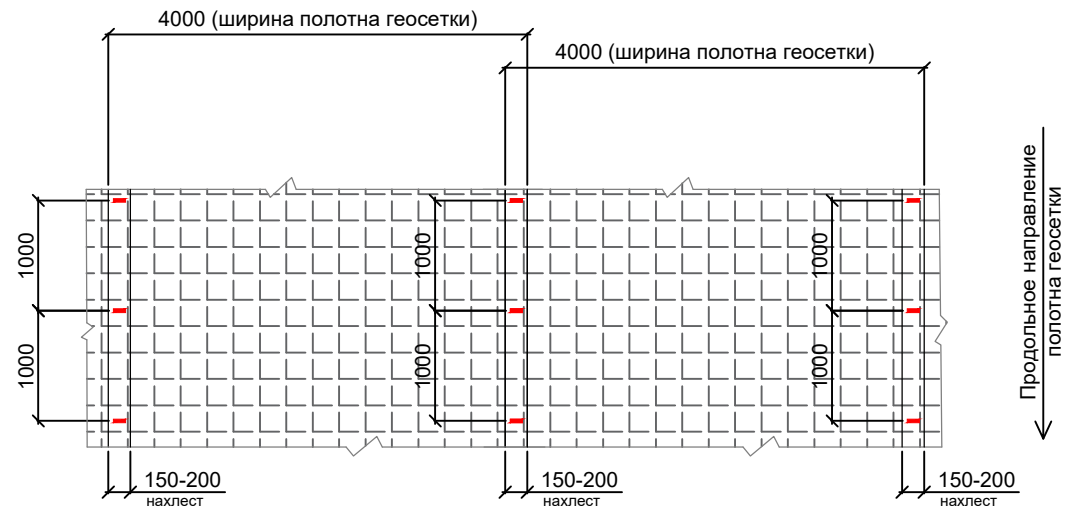 4000 (ширина полотна геосетки)
4000 (ширина полотна геосетки)
Продольное направление
полотна геосетки
1000
1000
1000
1000
1000
1000
150-200
нахлест
150-200
нахлест
150-200
нахлест